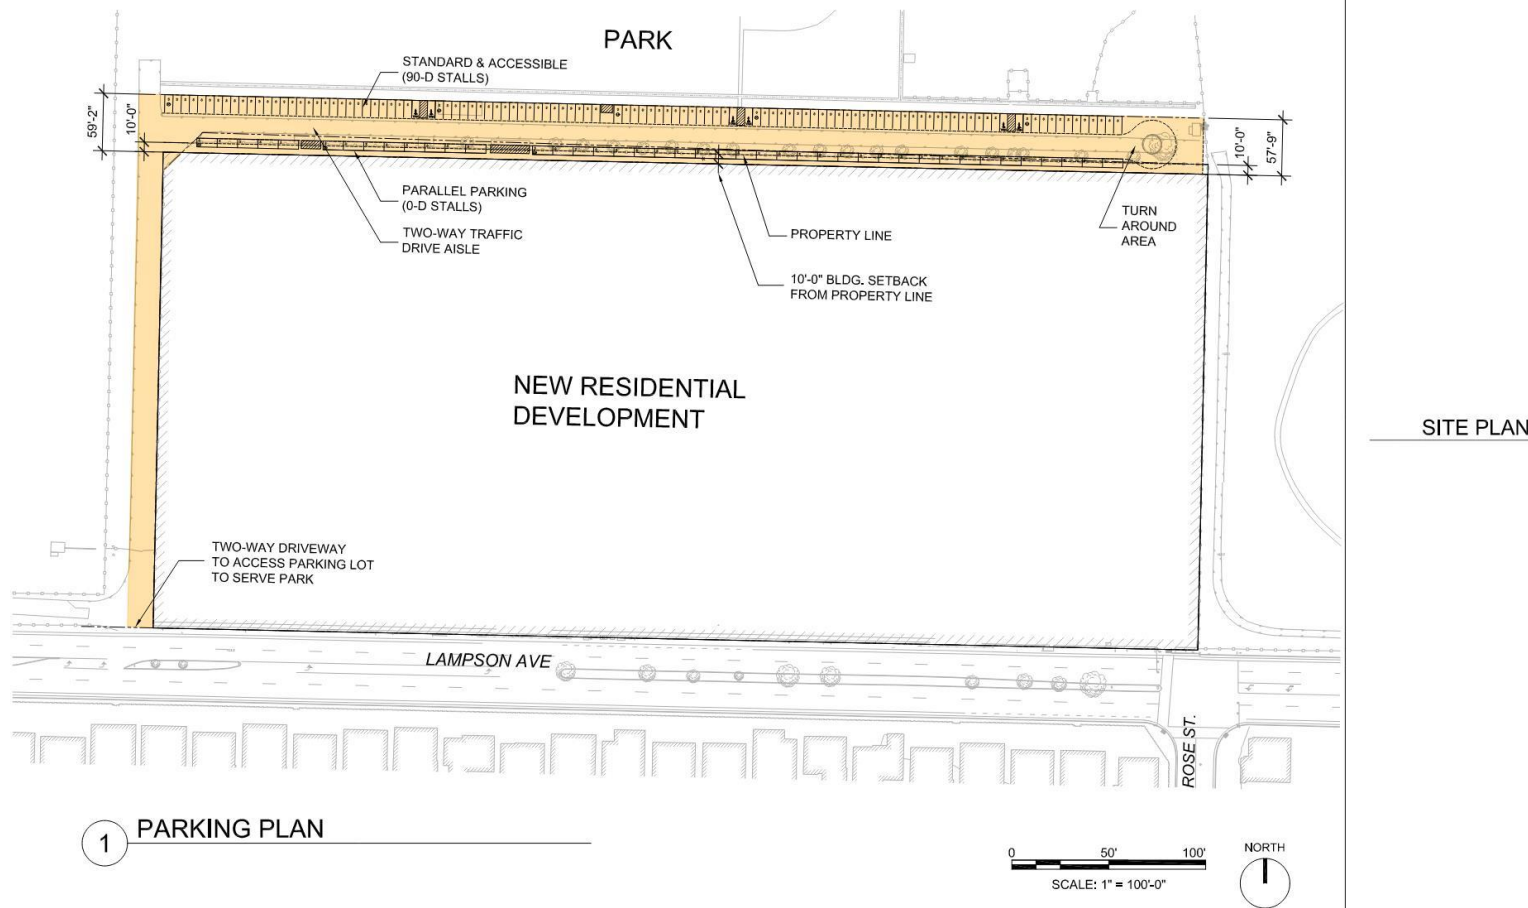 PARK
STANDARD & ACCESSIBLE
(90-D STALLS)
59'-2"
10'-0"
10'-0"
57'-9"
PARALLEL PARKING
(0-D STALLS)
TWO-WAY TRAFFIC
DRIVE AISLE
PROPERTY LINE
TURN
AROUND
AREA
10'-0" BLDG. SETBACK
FROM PROPERTY LINE
NEW RESIDENTIAL
DEVELOPMENT
SITE PLAN
TWO-WAY DRIVEWAY
TO ACCESS PARKING LOT
TO SERVE PARK
LAMPSON AVE
ROSE ST.
1 PARKING PLAN
0 50' 100'
SCALE: 1" = 100'-0"
NORTH